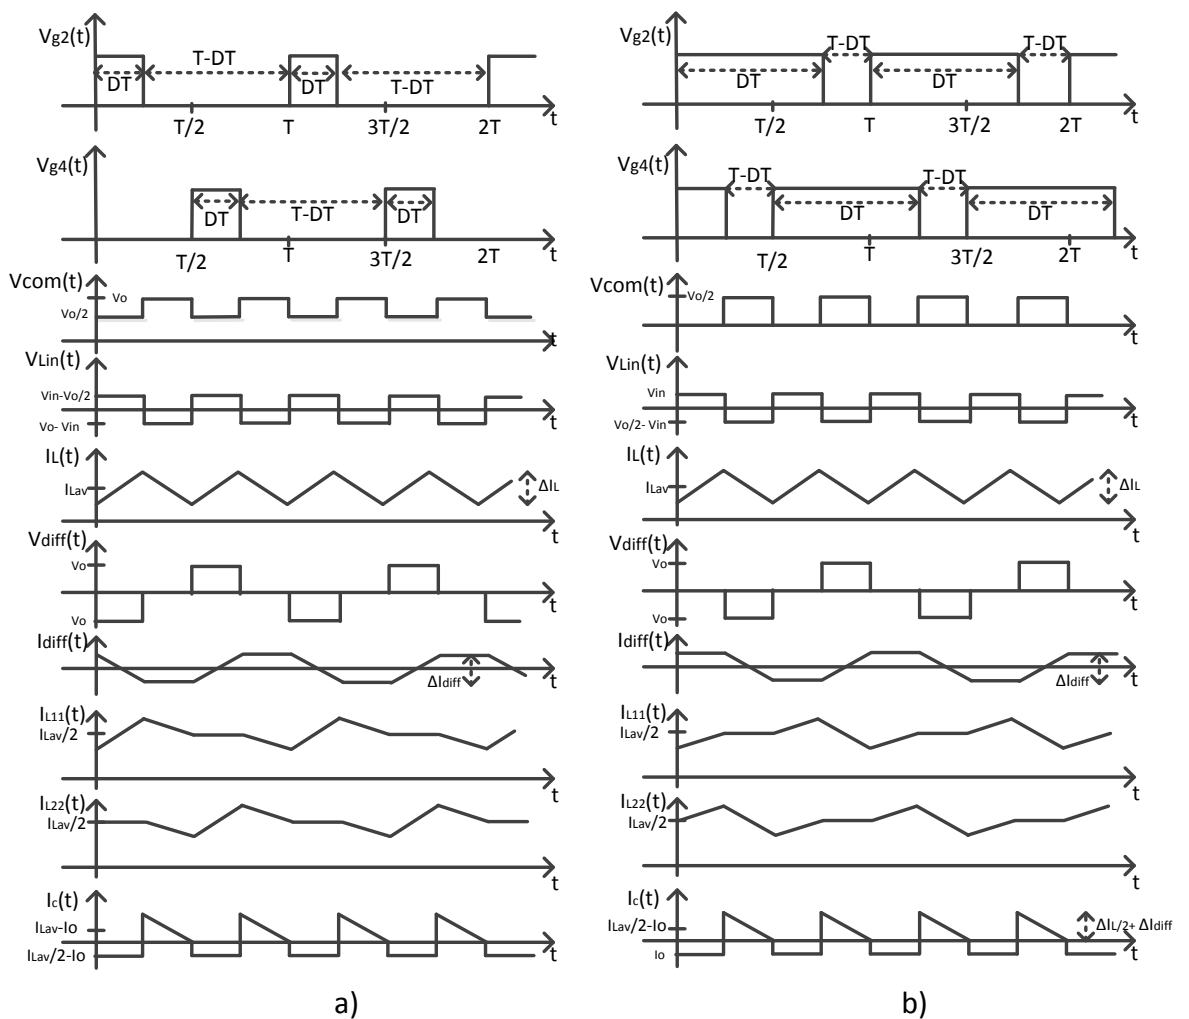 Vg2(t)
T-DT
T-DT
DT
DT
T/2
T
3T/2
2T
t
Vg4(t)
DT
T-DT
DT
T/2
T
3T/2
2T
t
Vcom(t)
Vo
Vo/2
t
VLin(t)
Vin-Vo/2
Vo- Vin
t
IL(t)
ILav
ΔIL
t
Vdiff(t)
Vo
Vo
t
Idiff(t)
ΔIdiff
t
IL11(t)
ILav/2
t
IL22(t)
ILav/2
t
Ic(t)
ILav-Io
ILav/2-Io
t
a)
Vg2(t)
T-DT
T-DT
DT
DT
T/2
T
3T/2
2T
t
Vg4(t)
T-DT
T-DT
DT
DT
T/2
T
3T/2
2T
t
Vcom(t)
Vo/2
t
VLin(t)
Vin
Vo/2- Vin
t
IL(t)
ILav
ΔIL
t
Vdiff(t)
Vo
Vo
t
Idiff(t)
ΔIdiff
t
IL11(t)
ILav/2
t
IL22(t)
ILav/2
t
Ic(t)
ILav/2-Io
Io
ΔIL/2+ ΔIdiff
t
b)